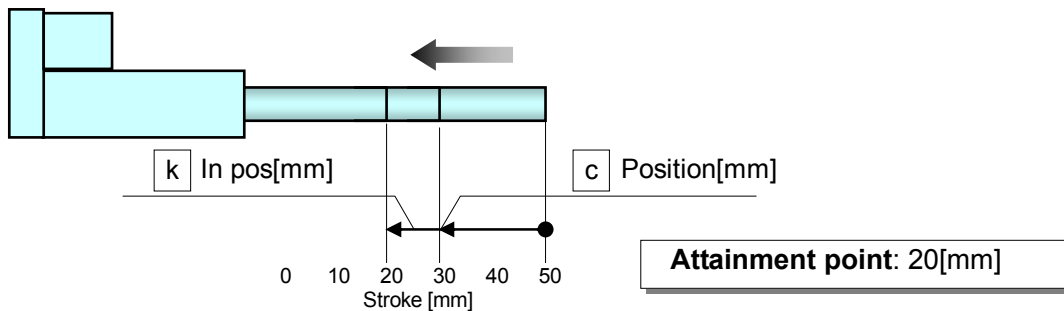 k In pos[mm]
c Position[mm]
0 10 20 30 40 50
Stroke [mm]
Attainment point: 20[mm]